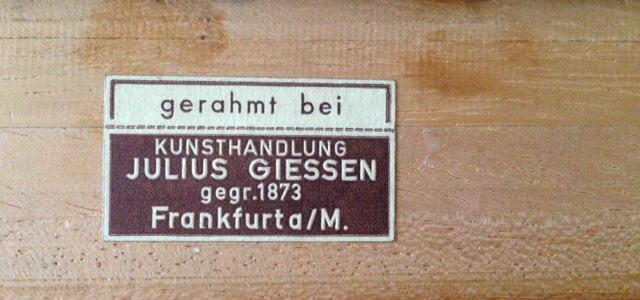 gerahmt bei
KUNSTHANDLUNG
JULIUS GIESSEN
gegr.1873
Frankfurt a/M.